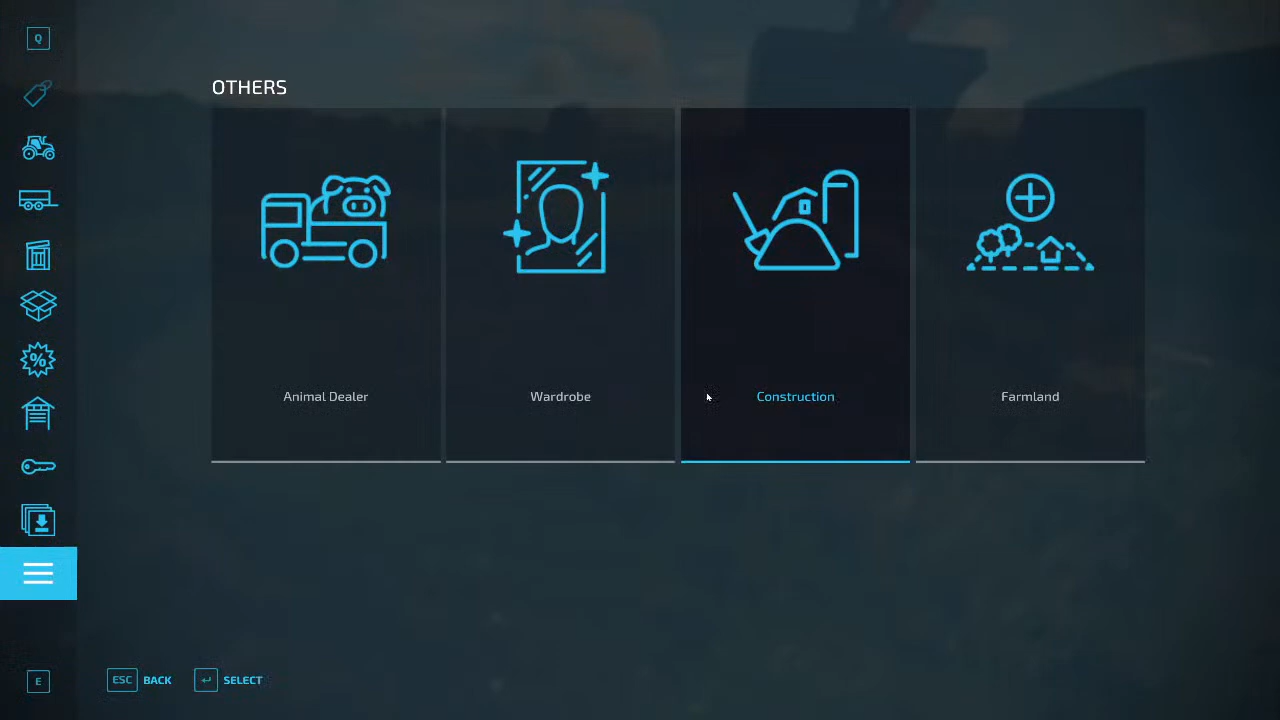 Q
OTHERS
%
Animal Dealer
Wardrobe
Construction
Farmland
E
ESC BACK
SELECT